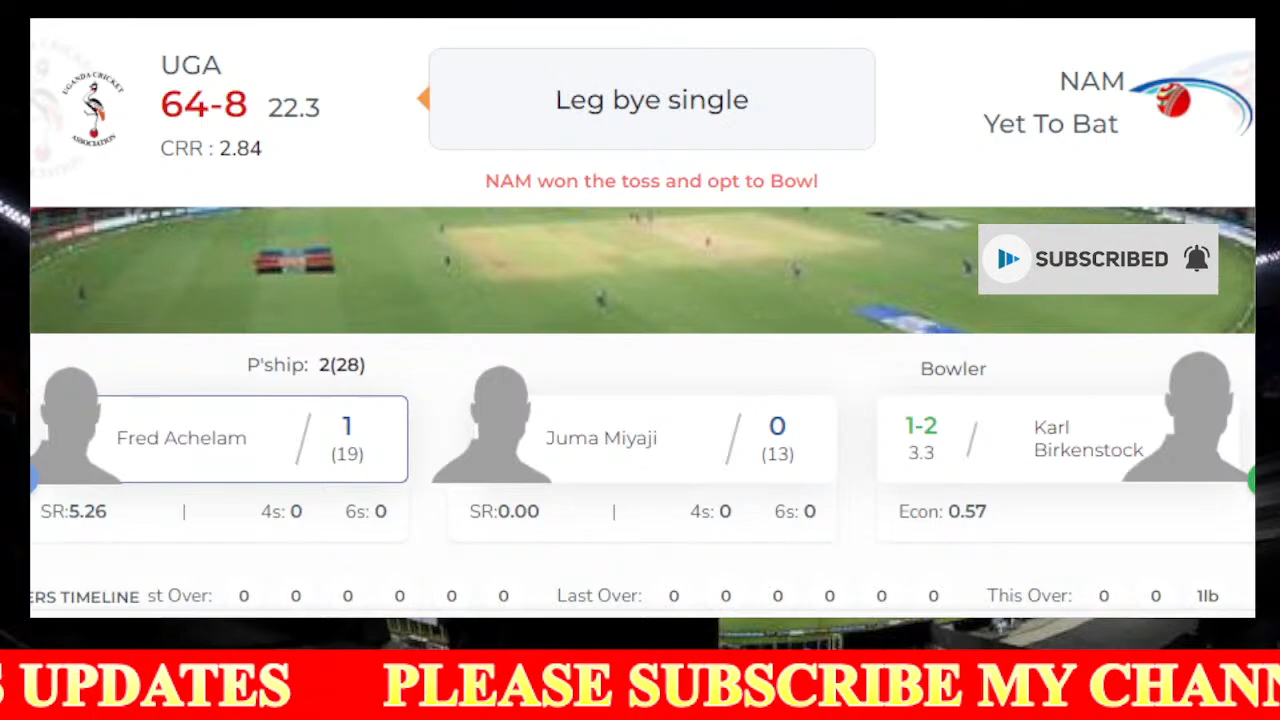 UGANDA CRICKET
ASSOCIATION
UGA
64-8 22.3
CRR : 2.84
Leg bye single
NAM won the toss and opt to Bowl
NAM
Yet To Bat
SUBSCRIBED
P'ship: 2(28)
Bowler
Fred Achelam / 1
(19)
Juma Miyaji / 0
(13)
1-2 / Karl
3.3 Birkenstock
SR:5.26 | 4s: 0 6s: 0
SR:0.00 | 4s: 0 6s: 0
Econ: 0.57
ERS TIMELINE st Over: 0 0 0 0 0 0 Last Over: 0 0 0 0 0 0 This Over: 0 0 1lb
S UPDATES PLEASE SUBSCRIBE MY CHANN